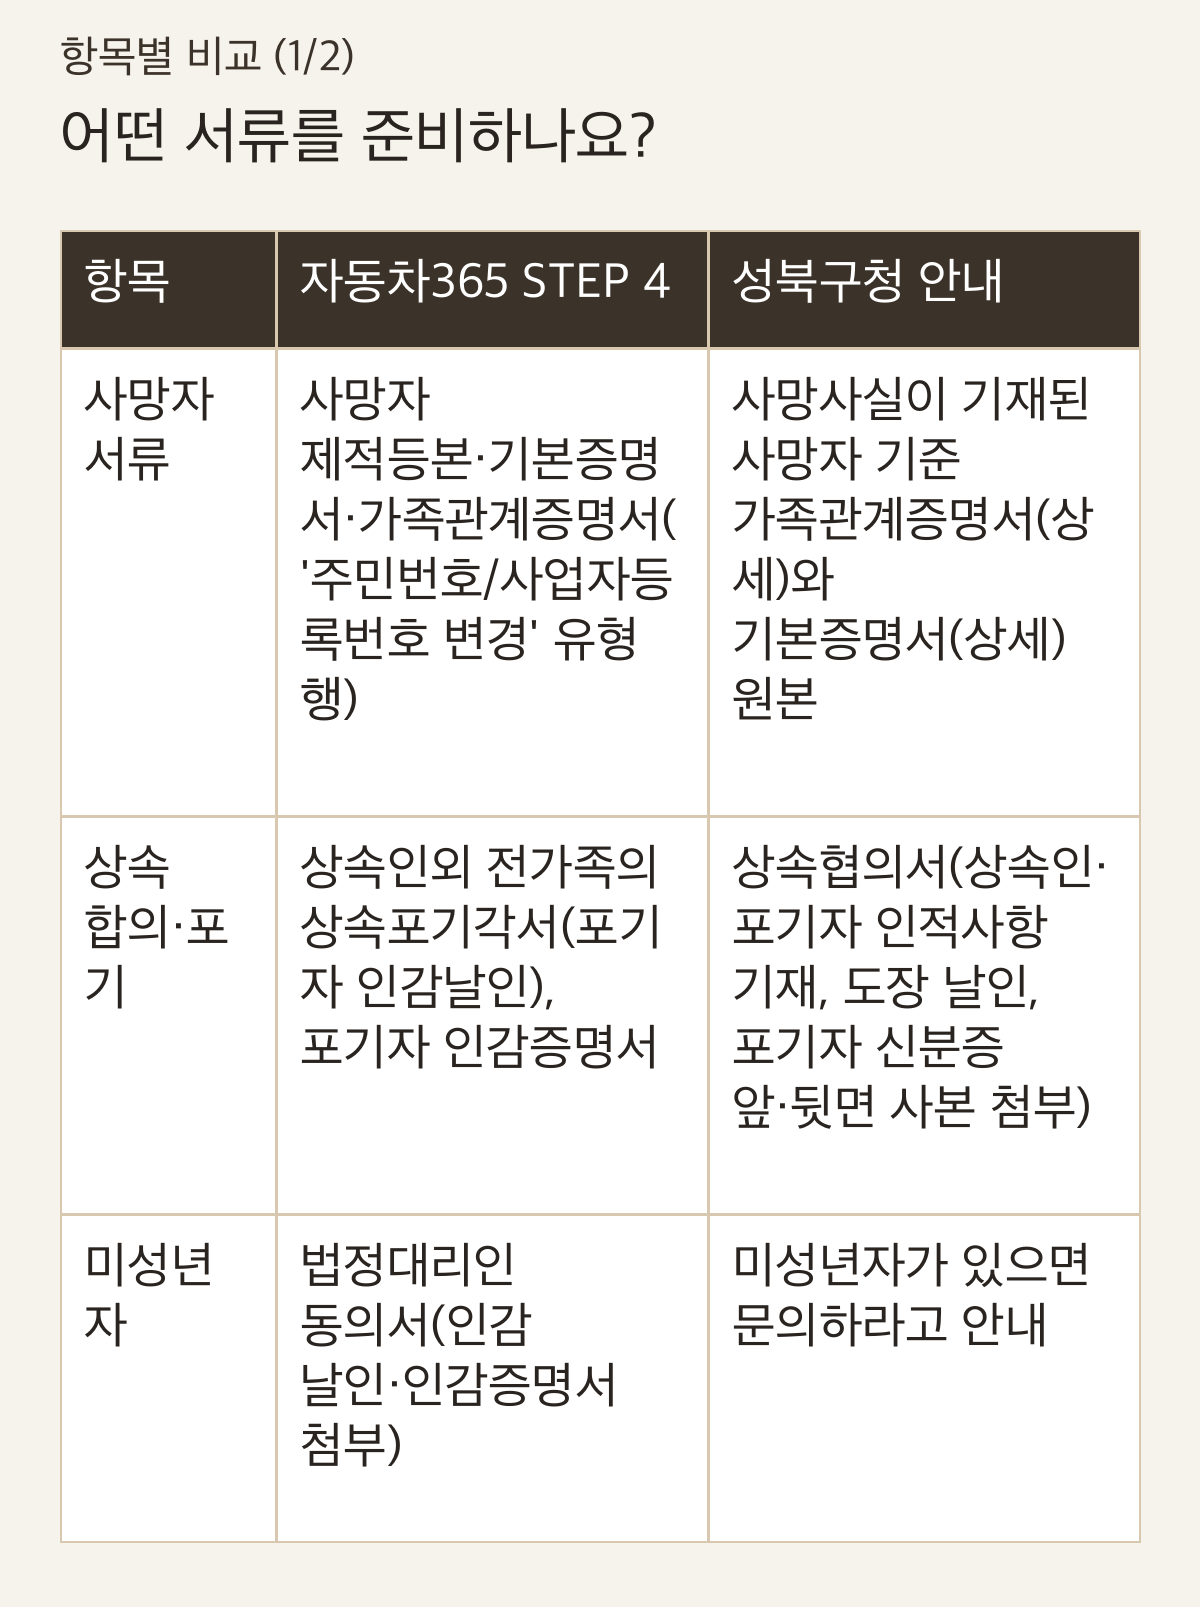 항목별 비교 (1/2)
어떤 서류를 준비하나요?
항목
자동차365 STEP 4
성북구청 안내
사망자
서류
사망자
제적등본·기본증명
서·가족관계증명서(
'주민번호/사업자등
록번호 변경' 유형
행)
사망사실이 기재된
사망자 기준
가족관계증명서(상
세)와
기본증명서(상세)
원본
상속
합의·포
기
상속인외 전가족의
상속포기각서(포기
자 인감날인),
포기자 인감증명서
상속협의서(상속인·
포기자 인적사항
기재, 도장 날인,
포기자 신분증
앞·뒷면 사본 첨부)
미성년
자
법정대리인
동의서(인감
날인·인감증명서
첨부)
미성년자가 있으면
문의하라고 안내